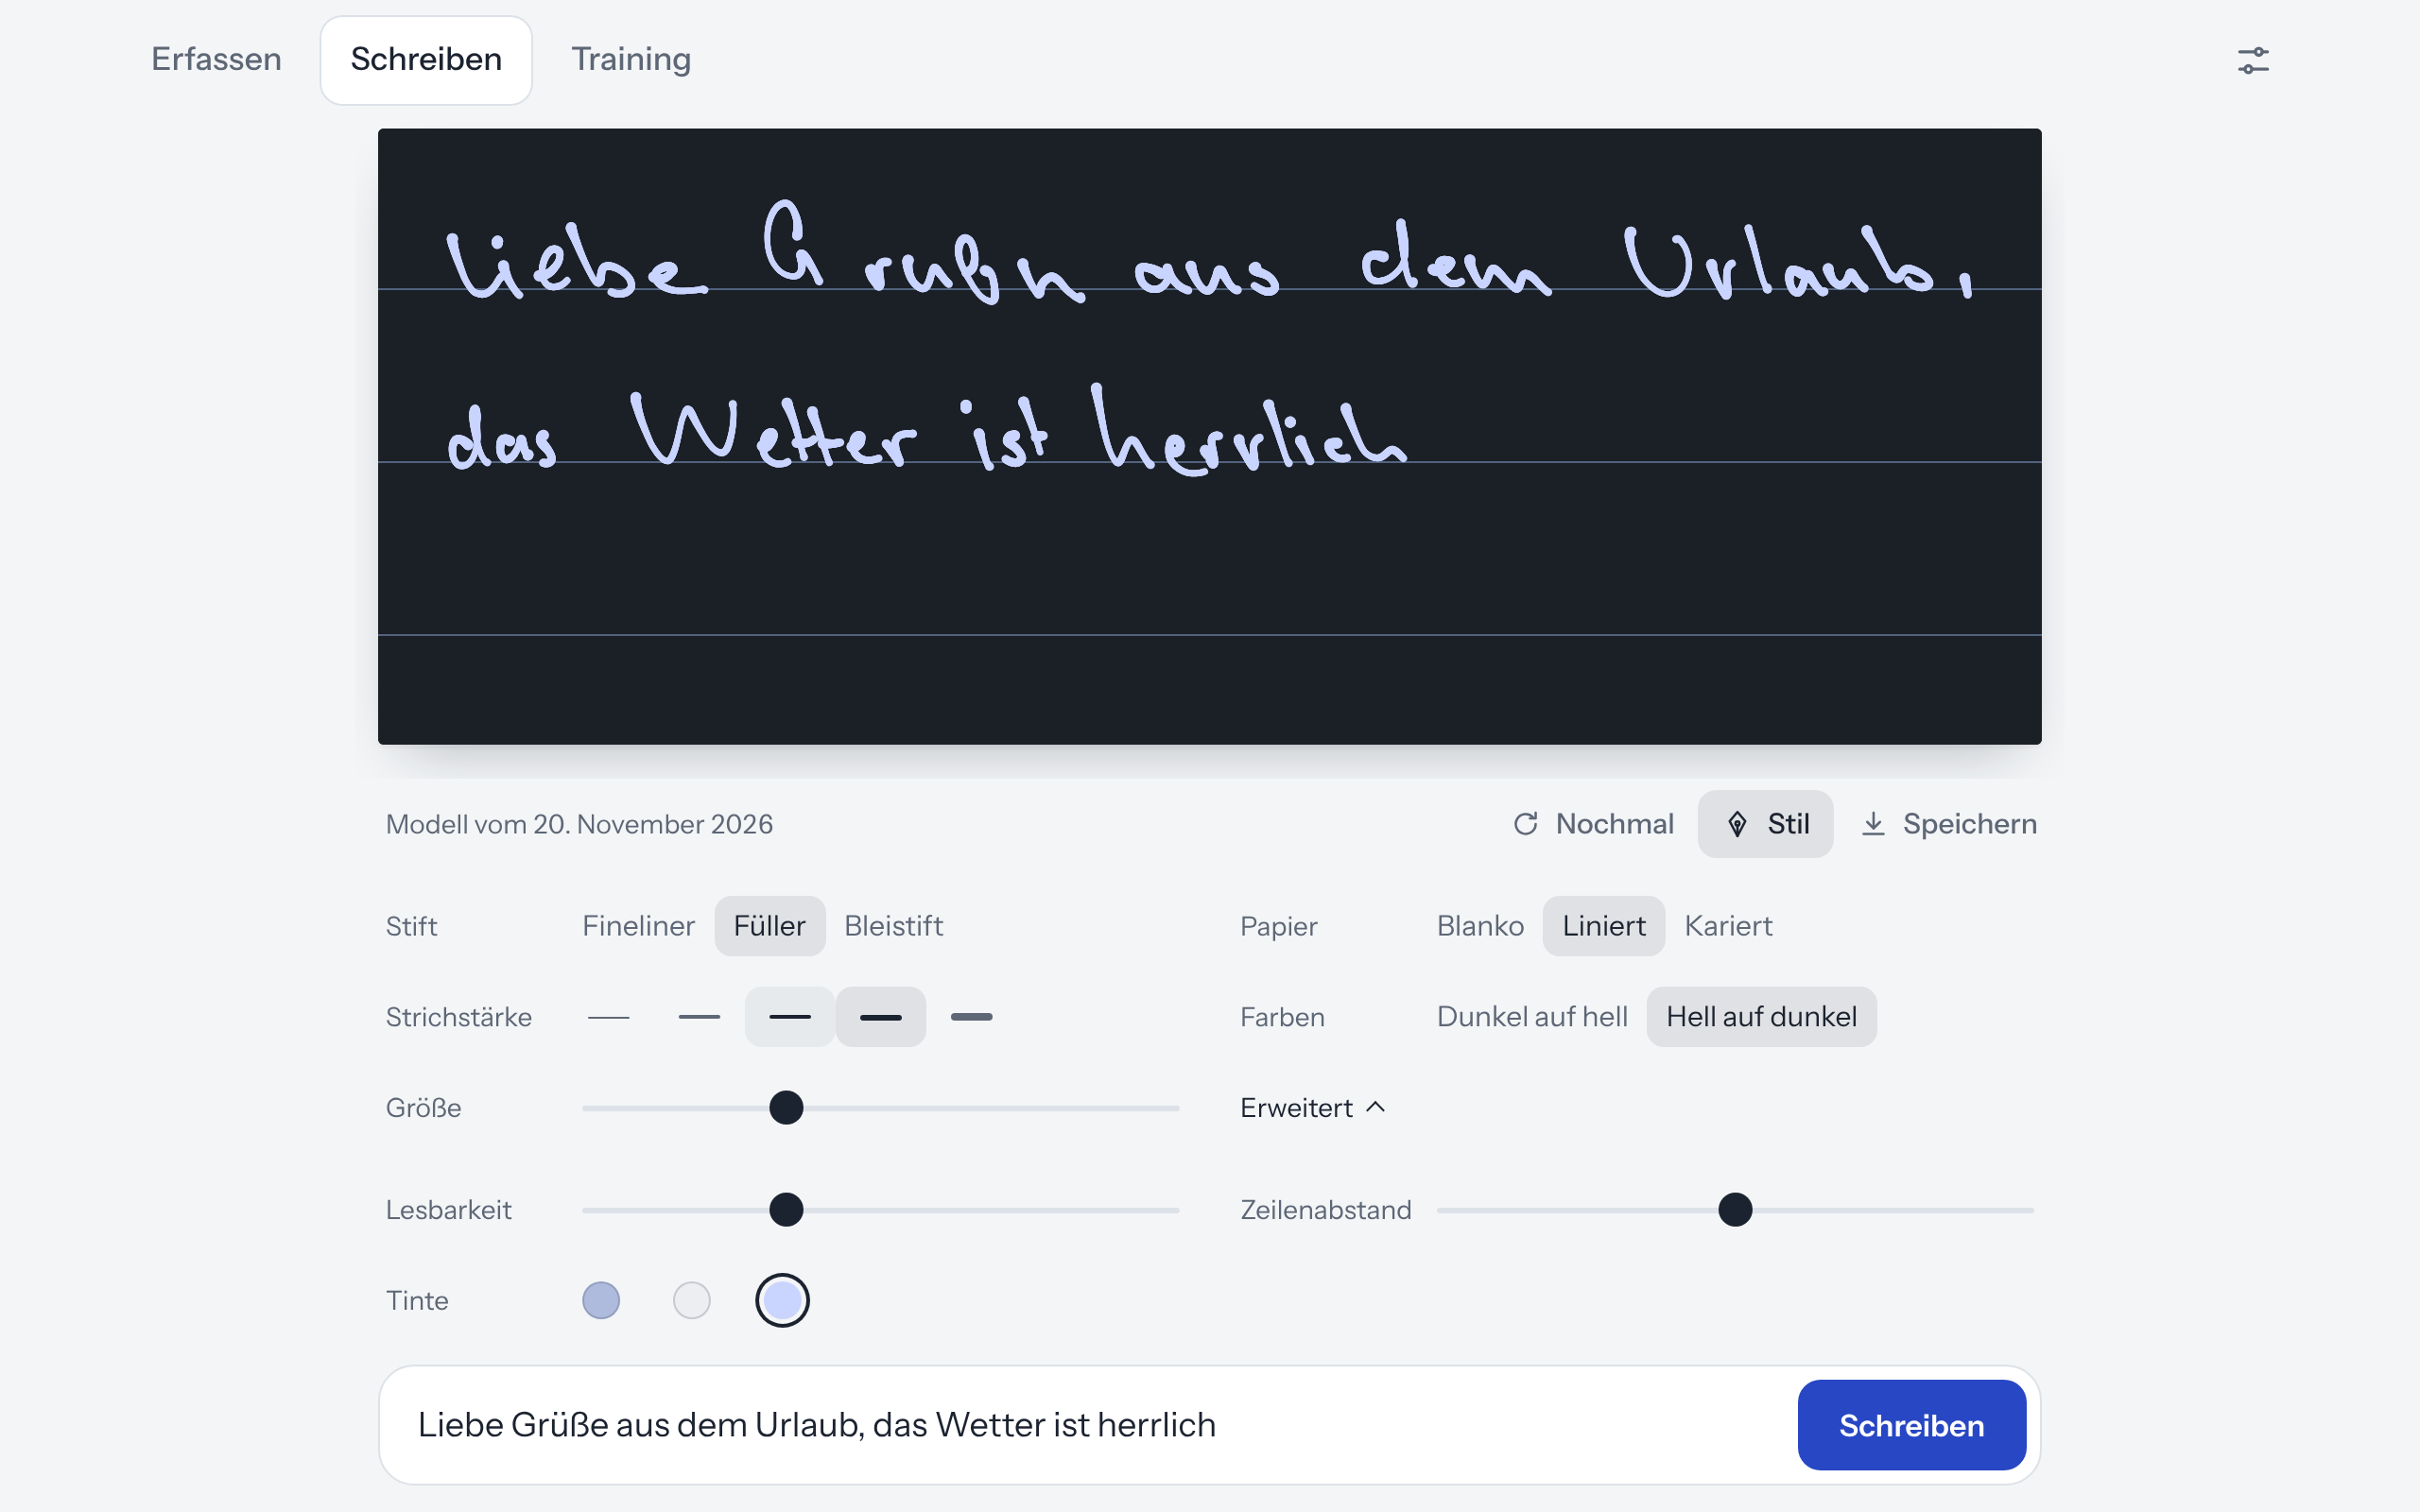 Erfassen Schreiben Training
Liebe Grußn aus dem Urlaub,
das Wetter ist herrlich
Modell vom 20. November 2026 Nochmal Stil Speichern
Stift Fineliner Füller Bleistift Papier Blanko Liniert Kariert
Strichstärke Farben Dunkel auf hell Hell auf dunkel
Größe Erweitert
Lesbarkeit Zeilenabstand
Tinte
Liebe Grüße aus dem Urlaub, das Wetter ist herrlich Schreiben